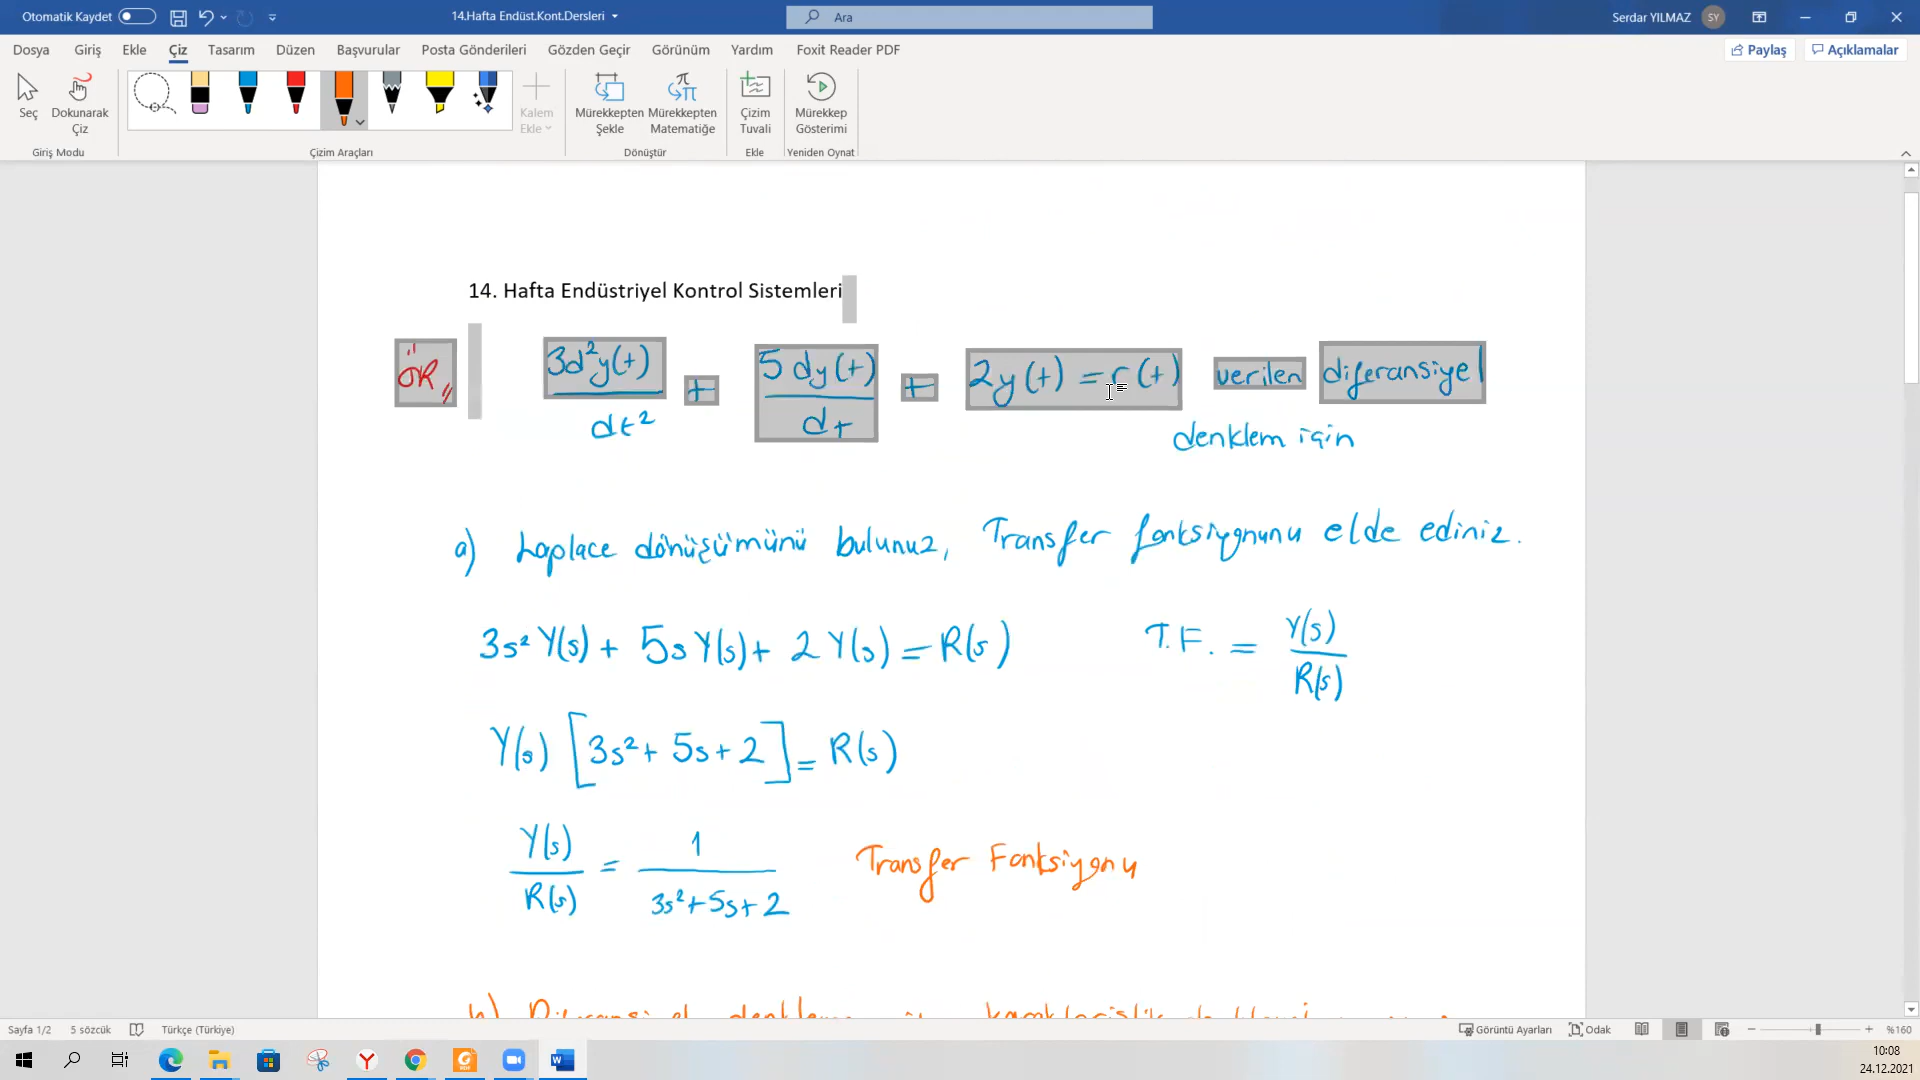 Otomatik Kaydet
14.Hafta Endüst.Kont.Dersleri
Ara
Serdar YILMAZ
SY
Dosya Giriş Ekle Çiz Tasarım Düzen Başvurular Posta Gönderileri Gözden Geçir Görünüm Yardım Foxit Reader PDF
Paylaş
Açıklamalar
Seç
Dokunarak Çiz
Kalem Ekle
Mürekkepten Şekle
Mürekkepten Matematiğe
Çizim Tuvali
Mürekkep Gösterimi
Giriş Modu
Çizim Araçları
Dönüştür
Ekle
Yeniden Oynat
14. Hafta Endüstriyel Kontrol Sistemleri
ÖR,, 3d²y(t)/dt² + 5dy(t)/dt + 2y(t) = r(t) verilen diferansiyel
denklem için
a) Laplace dönüşümünü bulunuz, Transfer fonksiyonunu elde ediniz.
3s² Y(s) + 5s Y(s) + 2 Y(s) = R(s) T.F. = Y(s)/R(s)
Y(s) [3s² + 5s + 2] = R(s)
Y(s)/R(s) = 1/(3s²+5s+2) Transfer Fonksiyonu
Sayfa 1/2
5 sözcük
Türkçe (Türkiye)
Görüntü Ayarları
Odak
%160
10:08
24.12.2021